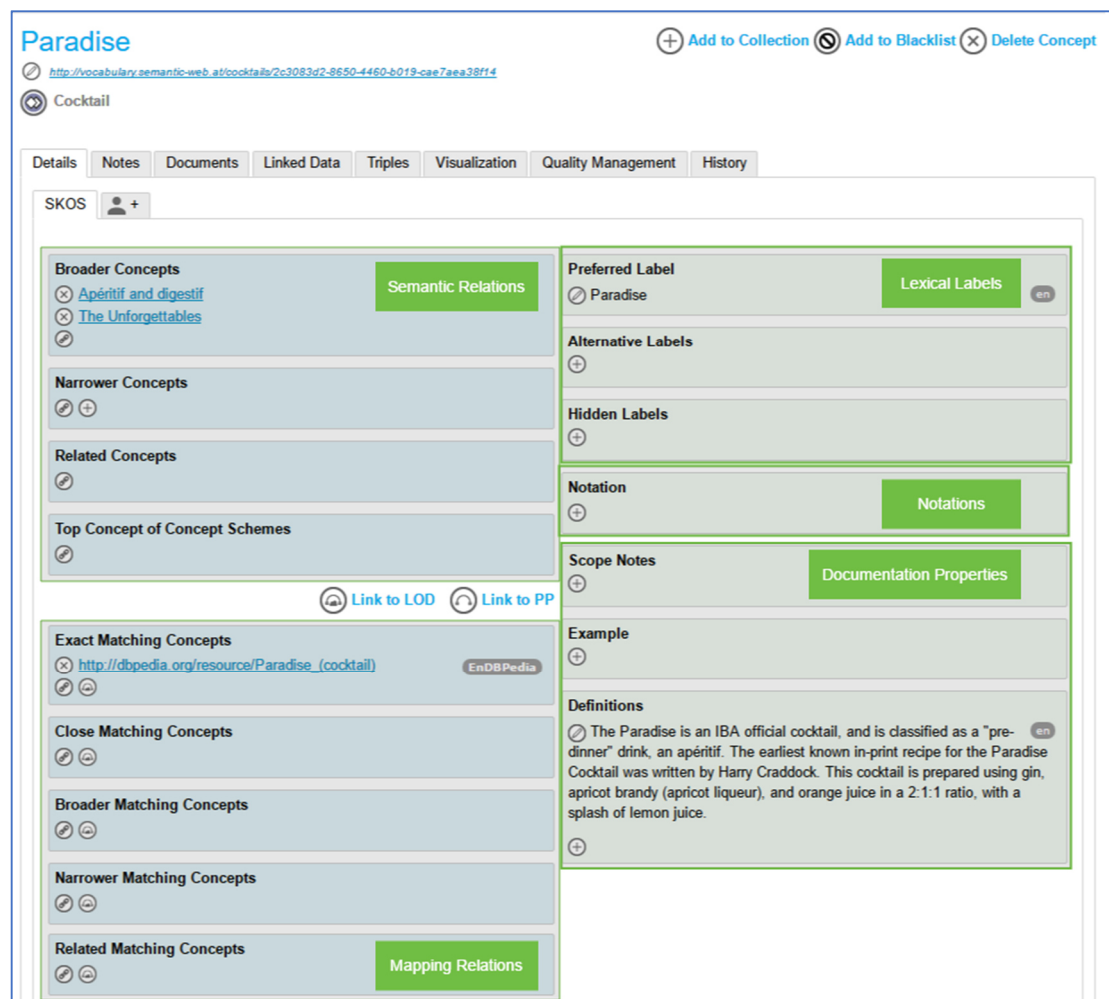 Paradise
Add to Collection Add to Blacklist Delete Concept
http://vocabulary.semantic-web.at/cocktails/2c3083d2-8650-4460-b019-cae7aea38f14
Cocktail
Details Notes Documents Linked Data Triples Visualization Quality Management History
SKOS +
Broader Concepts
Semantic Relations
Apéritif and digestif
The Unforgettables
Narrower Concepts
Related Concepts
Top Concept of Concept Schemes
Link to LOD Link to PP
Exact Matching Concepts
http://dbpedia.org/resource/Paradise_(cocktail) EnDBPedia
Close Matching Concepts
Broader Matching Concepts
Narrower Matching Concepts
Related Matching Concepts
Mapping Relations
Preferred Label
Lexical Labels
Paradise en
Alternative Labels
Hidden Labels
Notation
Notations
Scope Notes
Documentation Properties
Example
Definitions
The Paradise is an IBA official cocktail, and is classified as a "pre- en
dinner" drink, an apéritif. The earliest known in-print recipe for the Paradise
Cocktail was written by Harry Craddock. This cocktail is prepared using gin,
apricot brandy (apricot liqueur), and orange juice in a 2:1:1 ratio, with a
splash of lemon juice.